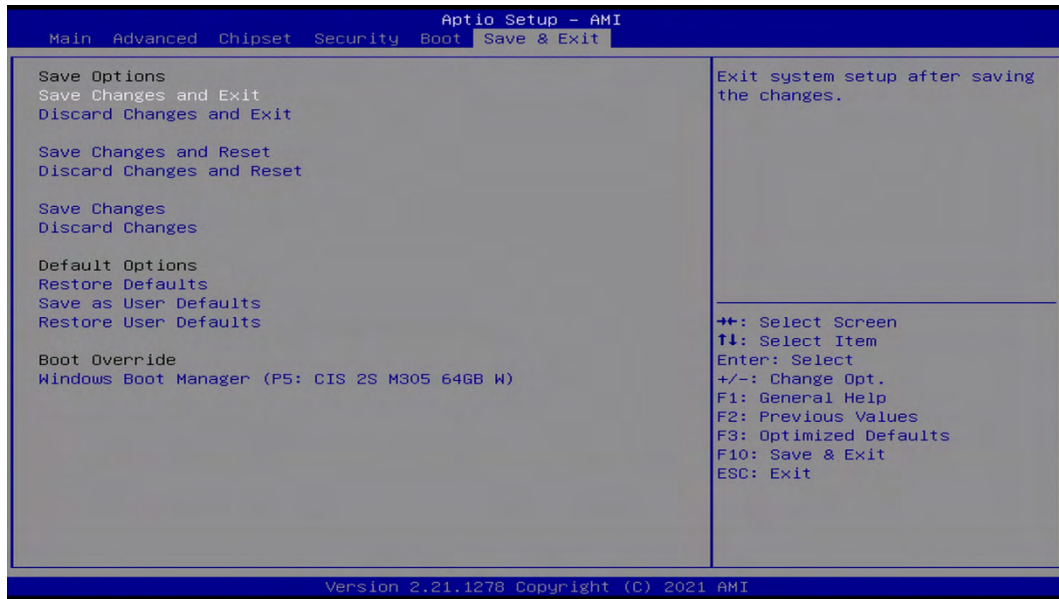 Aptio Setup – AMI
Main Advanced Chipset Security Boot Save & Exit
Save Options
Save Changes and Exit
Discard Changes and Exit
Save Changes and Reset
Discard Changes and Reset
Save Changes
Discard Changes
Default Options
Restore Defaults
Save as User Defaults
Restore User Defaults
Boot Override
Windows Boot Manager (P5: CIS 2S M305 64GB W)
Exit system setup after saving
the changes.
→←: Select Screen
↑↓: Select Item
Enter: Select
+/-: Change Opt.
F1: General Help
F2: Previous Values
F3: Optimized Defaults
F10: Save & Exit
ESC: Exit
Version 2.21.1278 Copyright (C) 2021 AMI